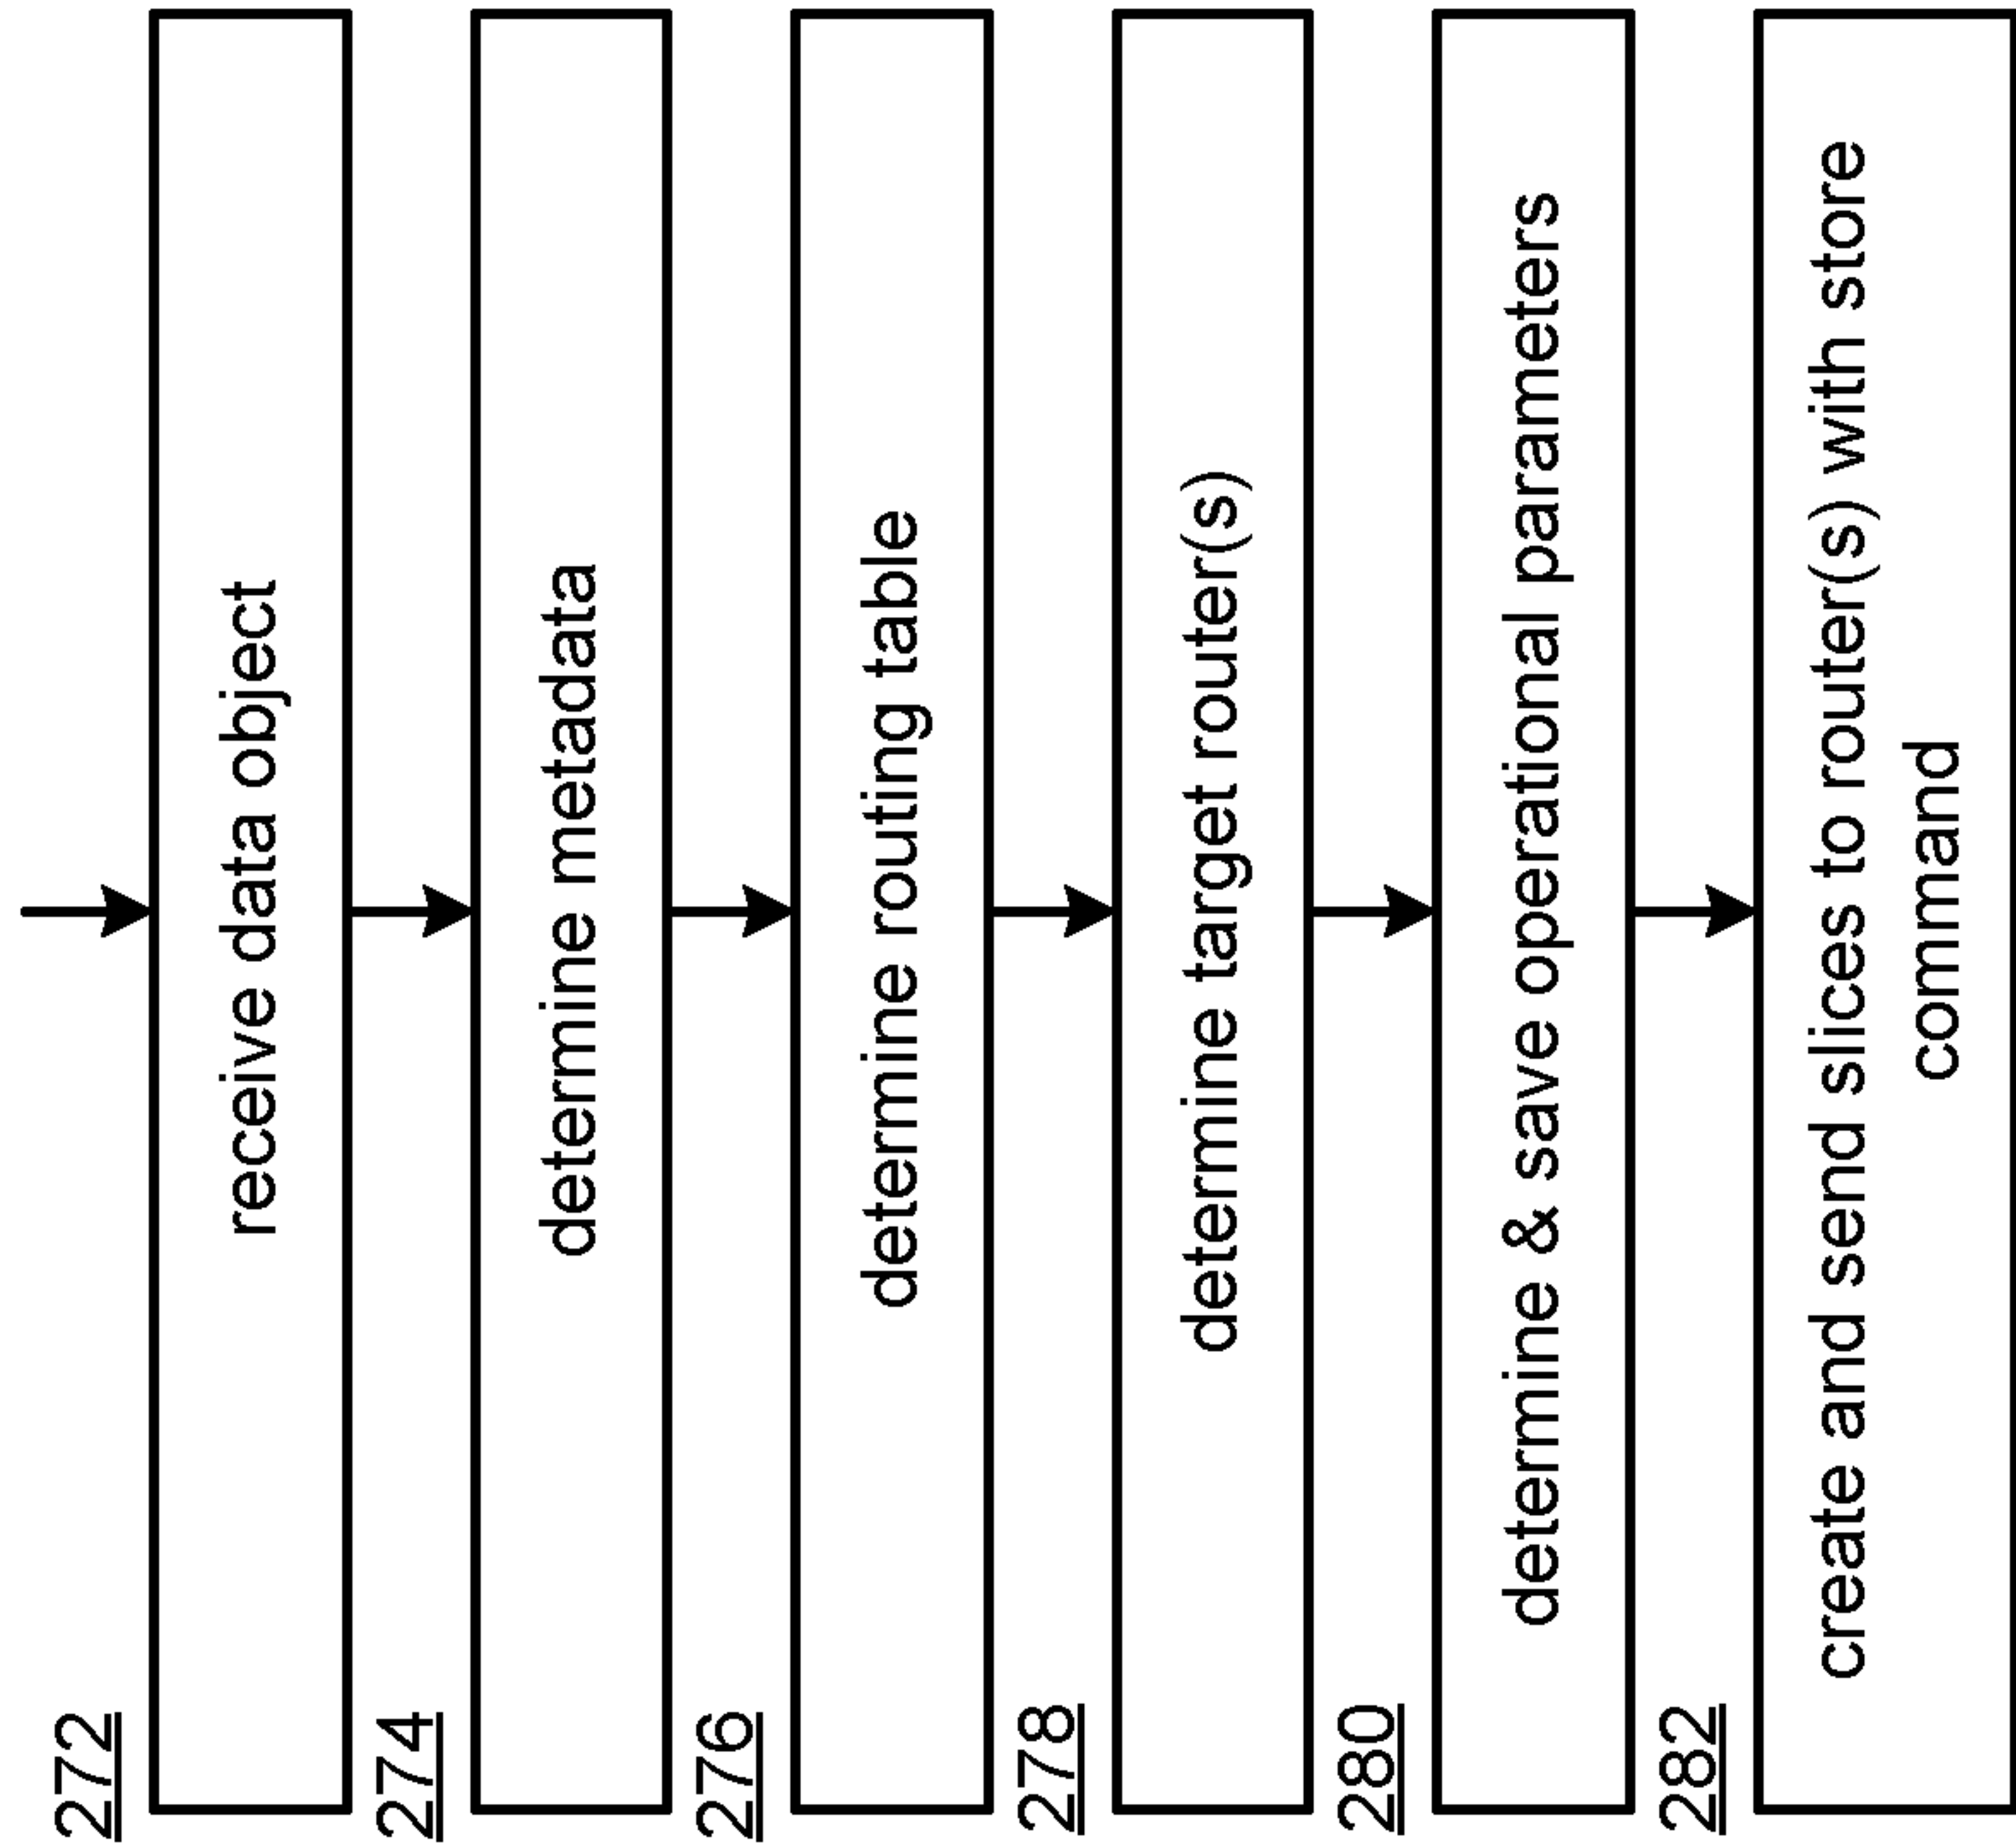 272
receive data object
274
determine metadata
276
determine routing table
278
determine target router(s)
280
determine & save operational parameters
282
create and send slices to router(s) with store
command